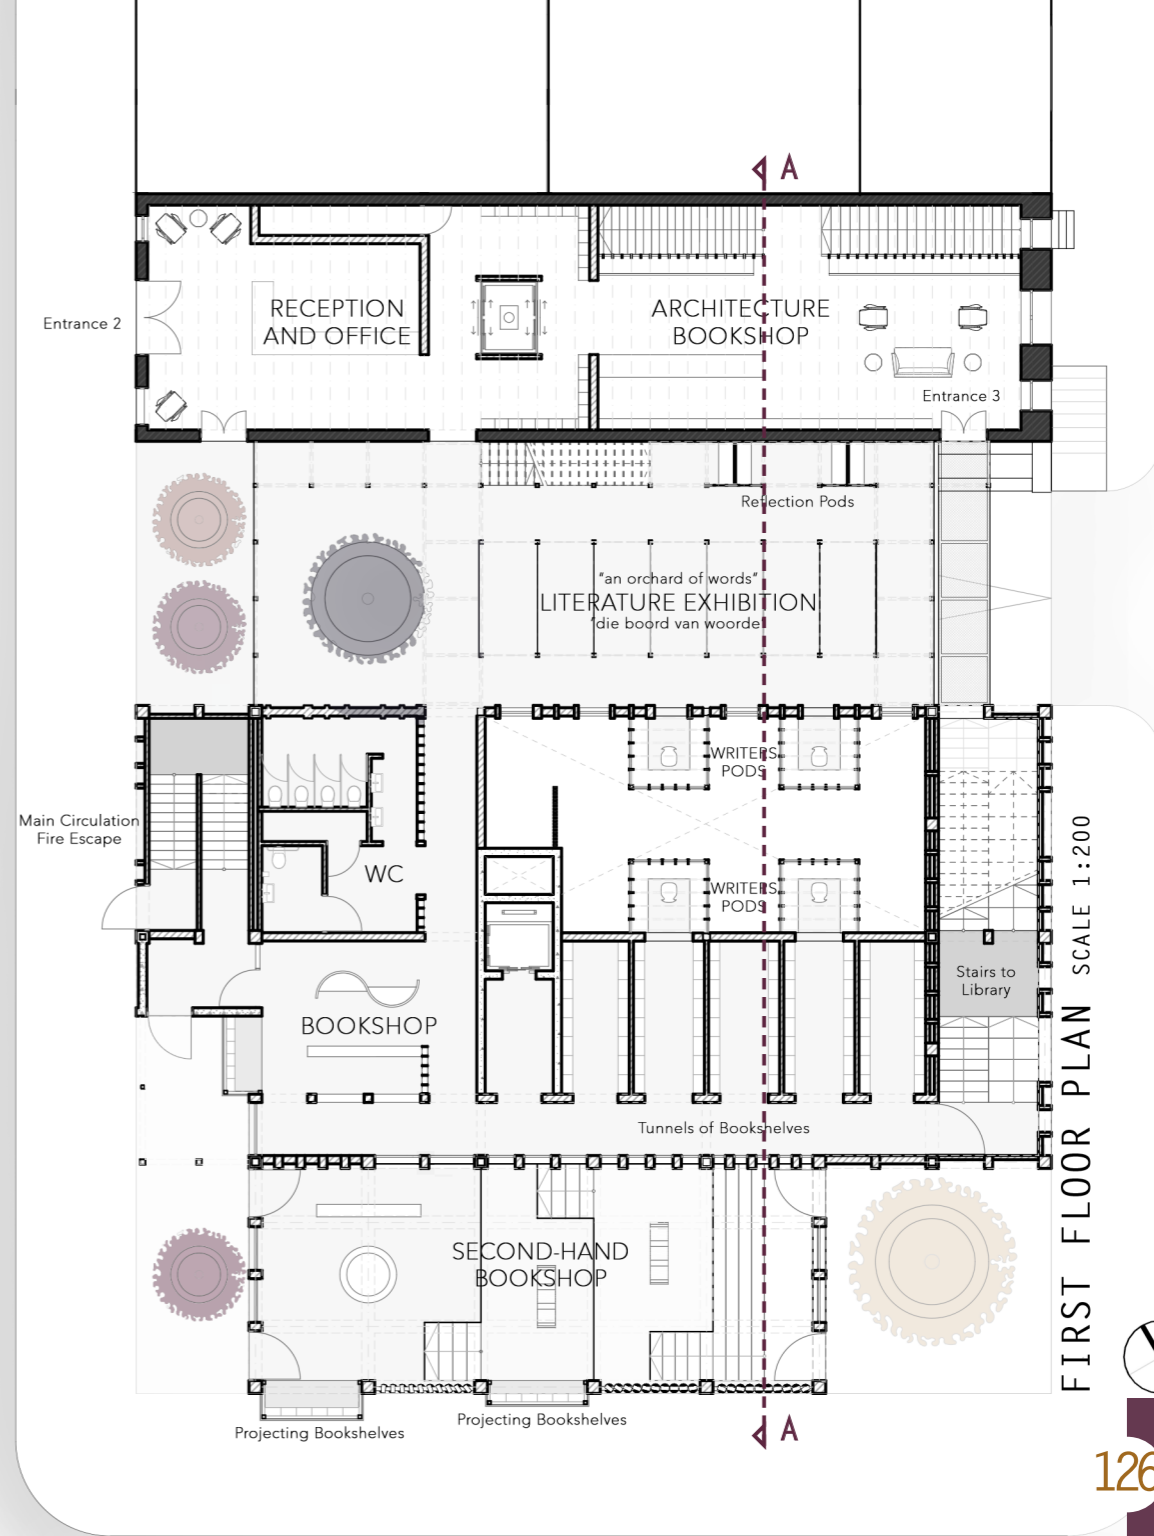 A
RECEPTION
AND OFFICE
ARCHITECTURE
BOOKSHOP
Entrance 2
Entrance 3
Reflection Pods
"an orchard of words"
LITERATURE EXHIBITION
"die boord van woorde"
WRITERS
PODS
Main Circulation
Fire Escape
WC
WRITERS
PODS
Stairs to
Library
BOOKSHOP
Tunnels of Bookshelves
SECOND-HAND
BOOKSHOP
Projecting Bookshelves
Projecting Bookshelves
A
FIRST FLOOR PLAN SCALE 1:200
126